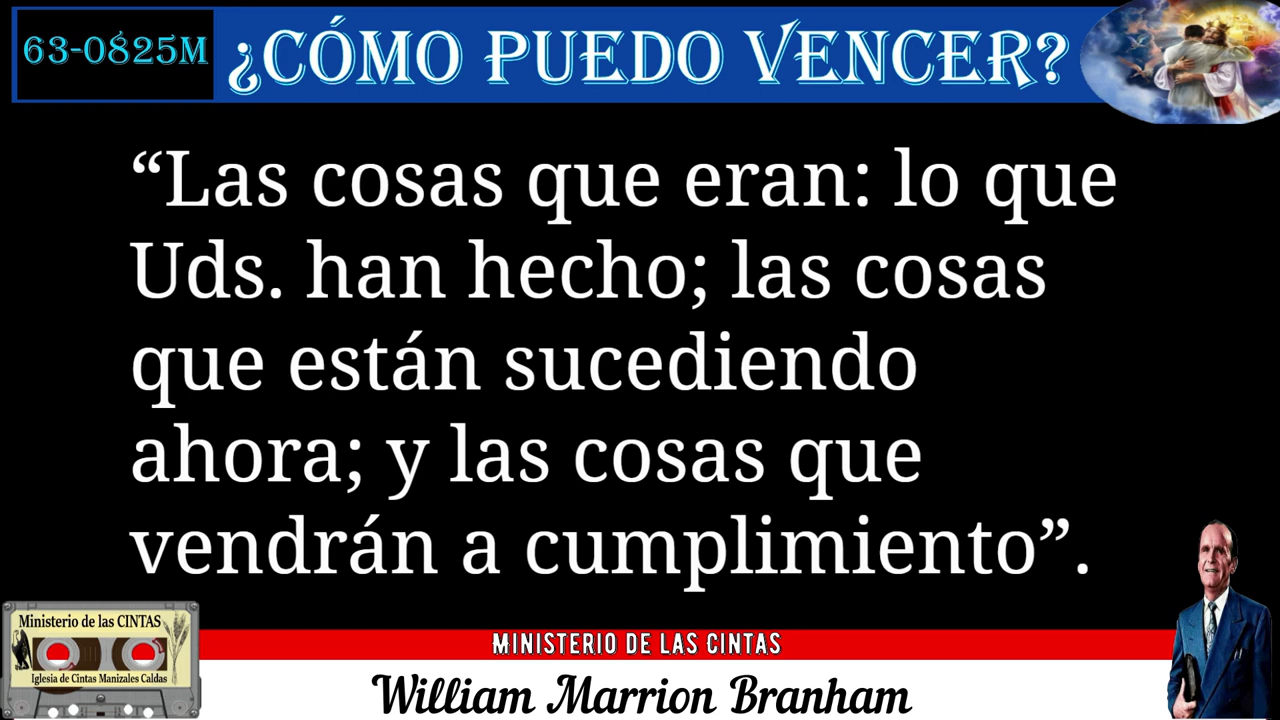 63-0825M
¿CÓMO PUEDO VENCER?
“Las cosas que eran: lo que
Uds. han hecho; las cosas
que están sucediendo
ahora; y las cosas que
vendrán a cumplimiento”.
Ministerio de las CINTAS
Iglesia de Cintas Manizales Caldas
MINISTERIO DE LAS CINTAS
William Marrion Branham